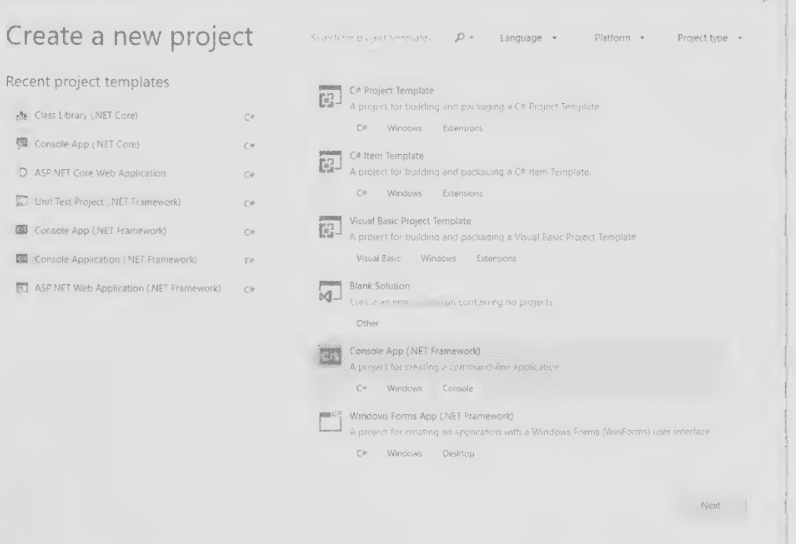 Create a new project
Search for project templates
Language
Platform
Project type
Recent project templates
Class Library (.NET Core) C#
Console App (.NET Core) C#
ASP.NET Core Web Application C#
Unit Test Project (.NET Framework) C#
Console App (.NET Framework) C#
Console Application (.NET Framework) F#
ASP.NET Web Application (.NET Framework) C#
C# Project Template
A project for building and packaging a C# Project Template
C# Windows Extensions
C# Item Template
A project for building and packaging a C# Item Template.
C# Windows Extensions
Visual Basic Project Template
A project for building and packaging a Visual Basic Project Template
Visual Basic Windows Extensions
Blank Solution
Create an containing no projects
Other
Console App (.NET Framework)
A project for creating a command-line application
C# Windows Console
Windows Forms App (.NET Framework)
A project for creating an application with a Windows Forms (WinForms) user interface
C# Windows Desktop
Next